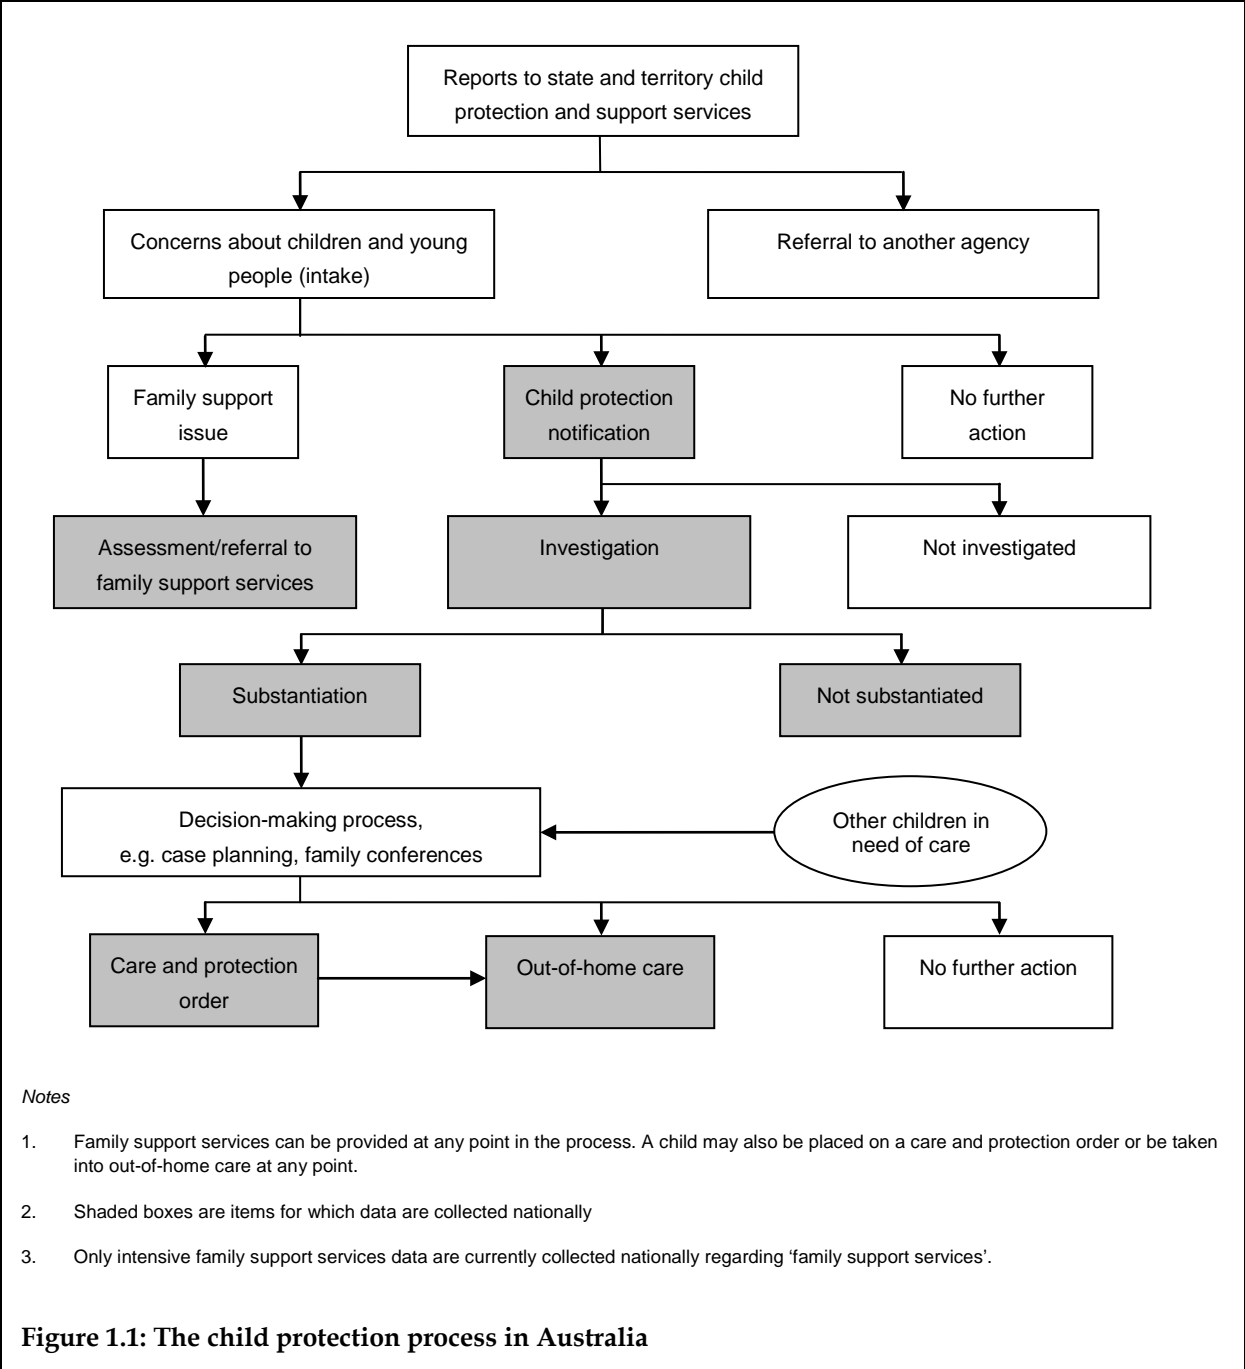 Reports to state and territory child
protection and support services
Concerns about children and young
people (intake)
Referral to another agency
Family support
issue
Child protection
notification
No further
action
Assessment/referral to
family support services
Investigation
Not investigated
Substantiation
Not substantiated
Decision-making process,
e.g. case planning, family conferences
Other children in
need of care
Care and protection
order
Out-of-home care
No further action
Notes
1. Family support services can be provided at any point in the process. A child may also be placed on a care and protection order or be taken
into out-of-home care at any point.
2. Shaded boxes are items for which data are collected nationally
3. Only intensive family support services data are currently collected nationally regarding ‘family support services’.
Figure 1.1: The child protection process in Australia